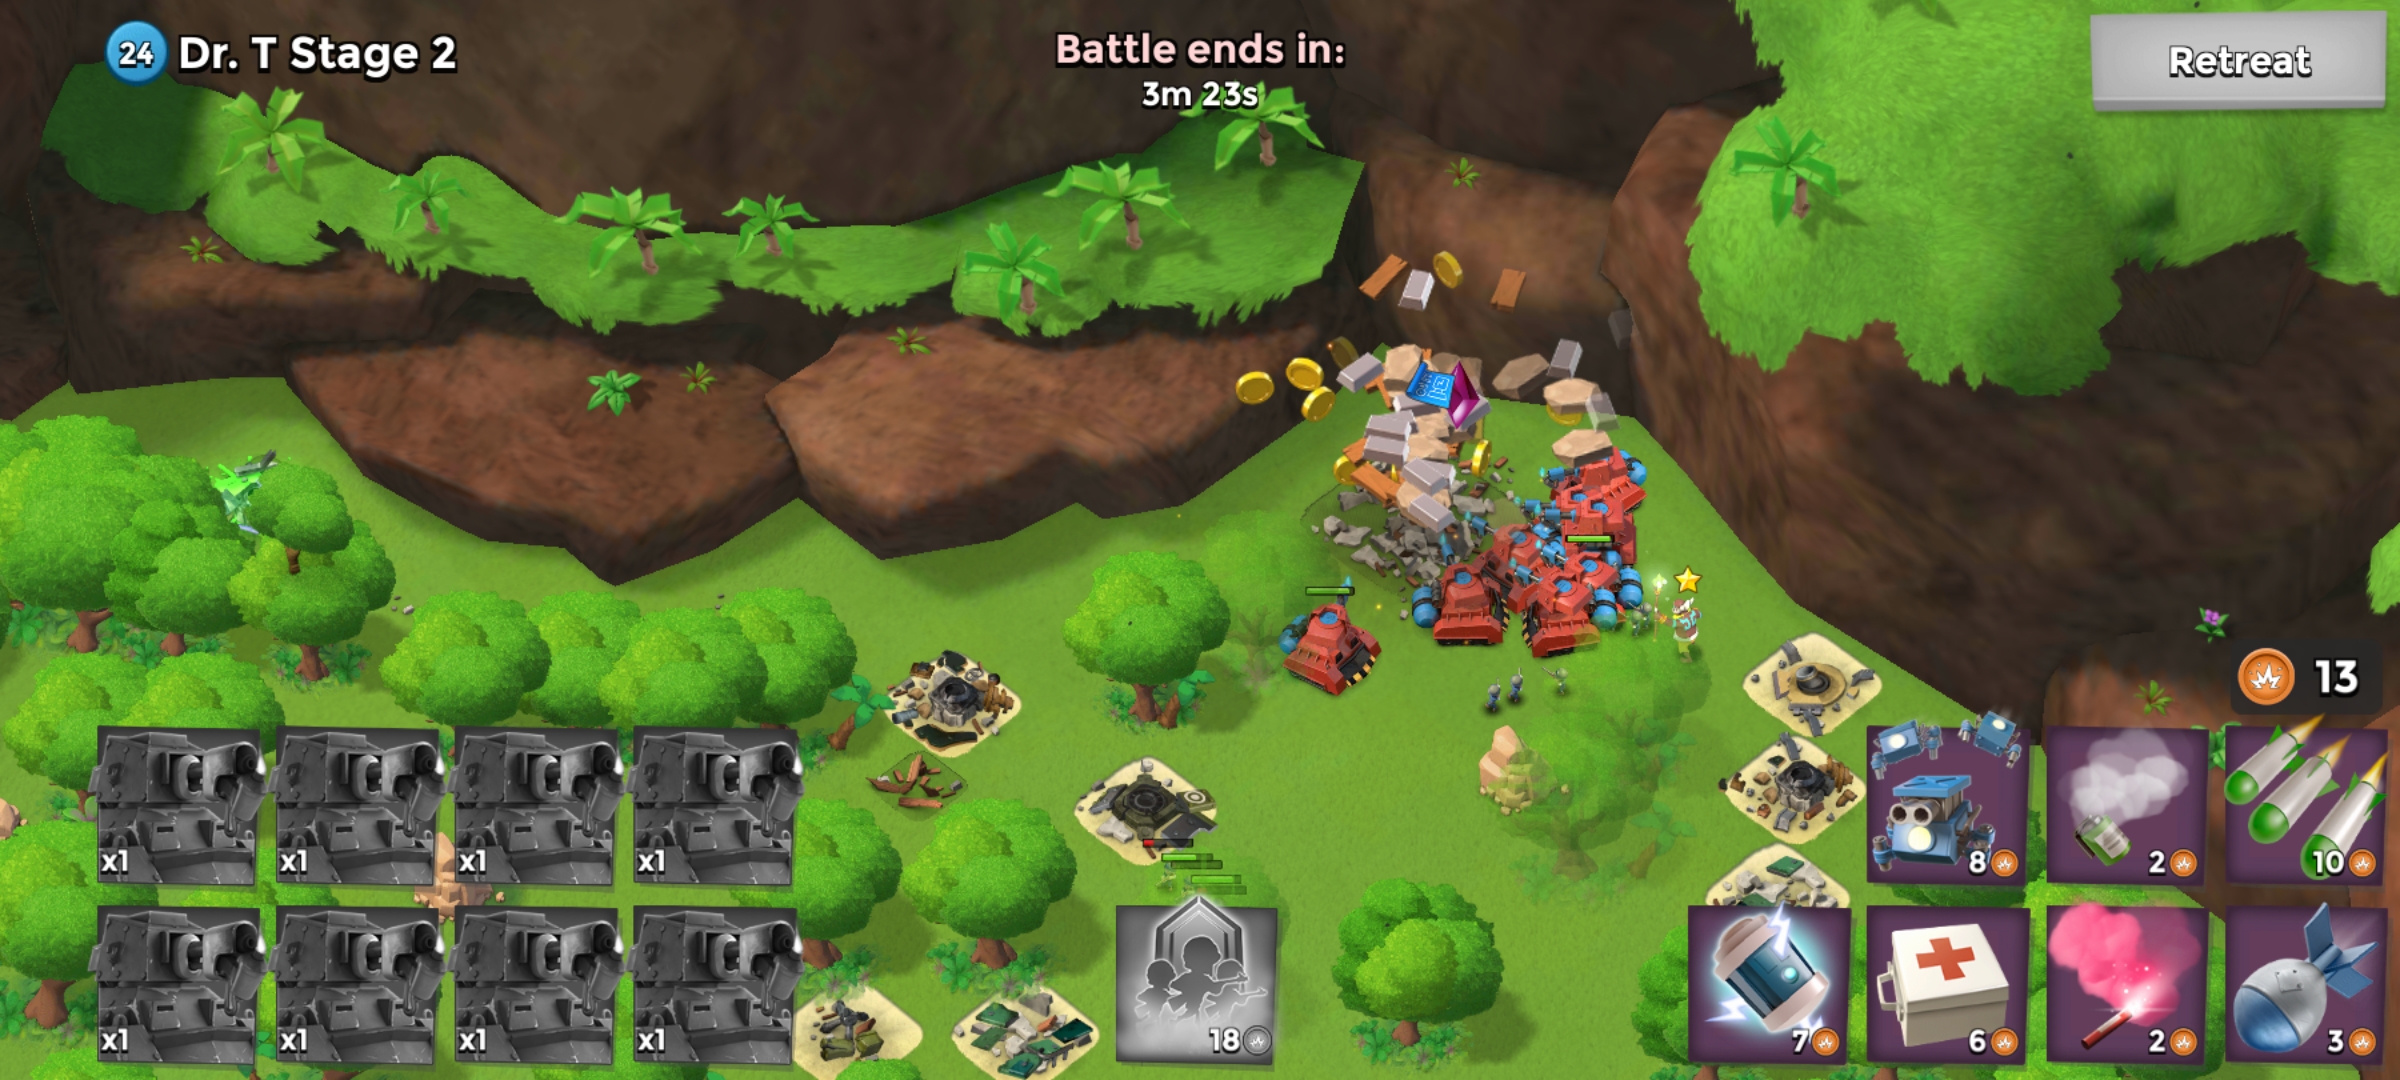 24 Dr. T Stage 2
Battle ends in:
3m 23s
Retreat
13
x1 x1 x1 x1
8 2 10
x1 x1 x1 x1
18 7 6 2 3